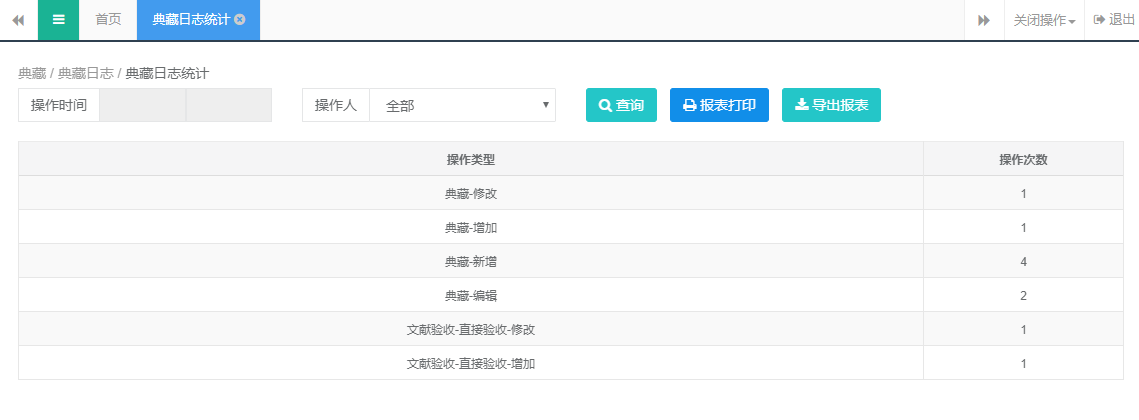 首页 典藏日志统计 关闭操作 退出
典藏 / 典藏日志 / 典藏日志统计
操作时间 操作人 全部 查询 报表打印 导出报表
操作类型 操作次数
典藏-修改 1
典藏-增加 1
典藏-新增 4
典藏-编辑 2
文献验收-直接验收-修改 1
文献验收-直接验收-增加 1